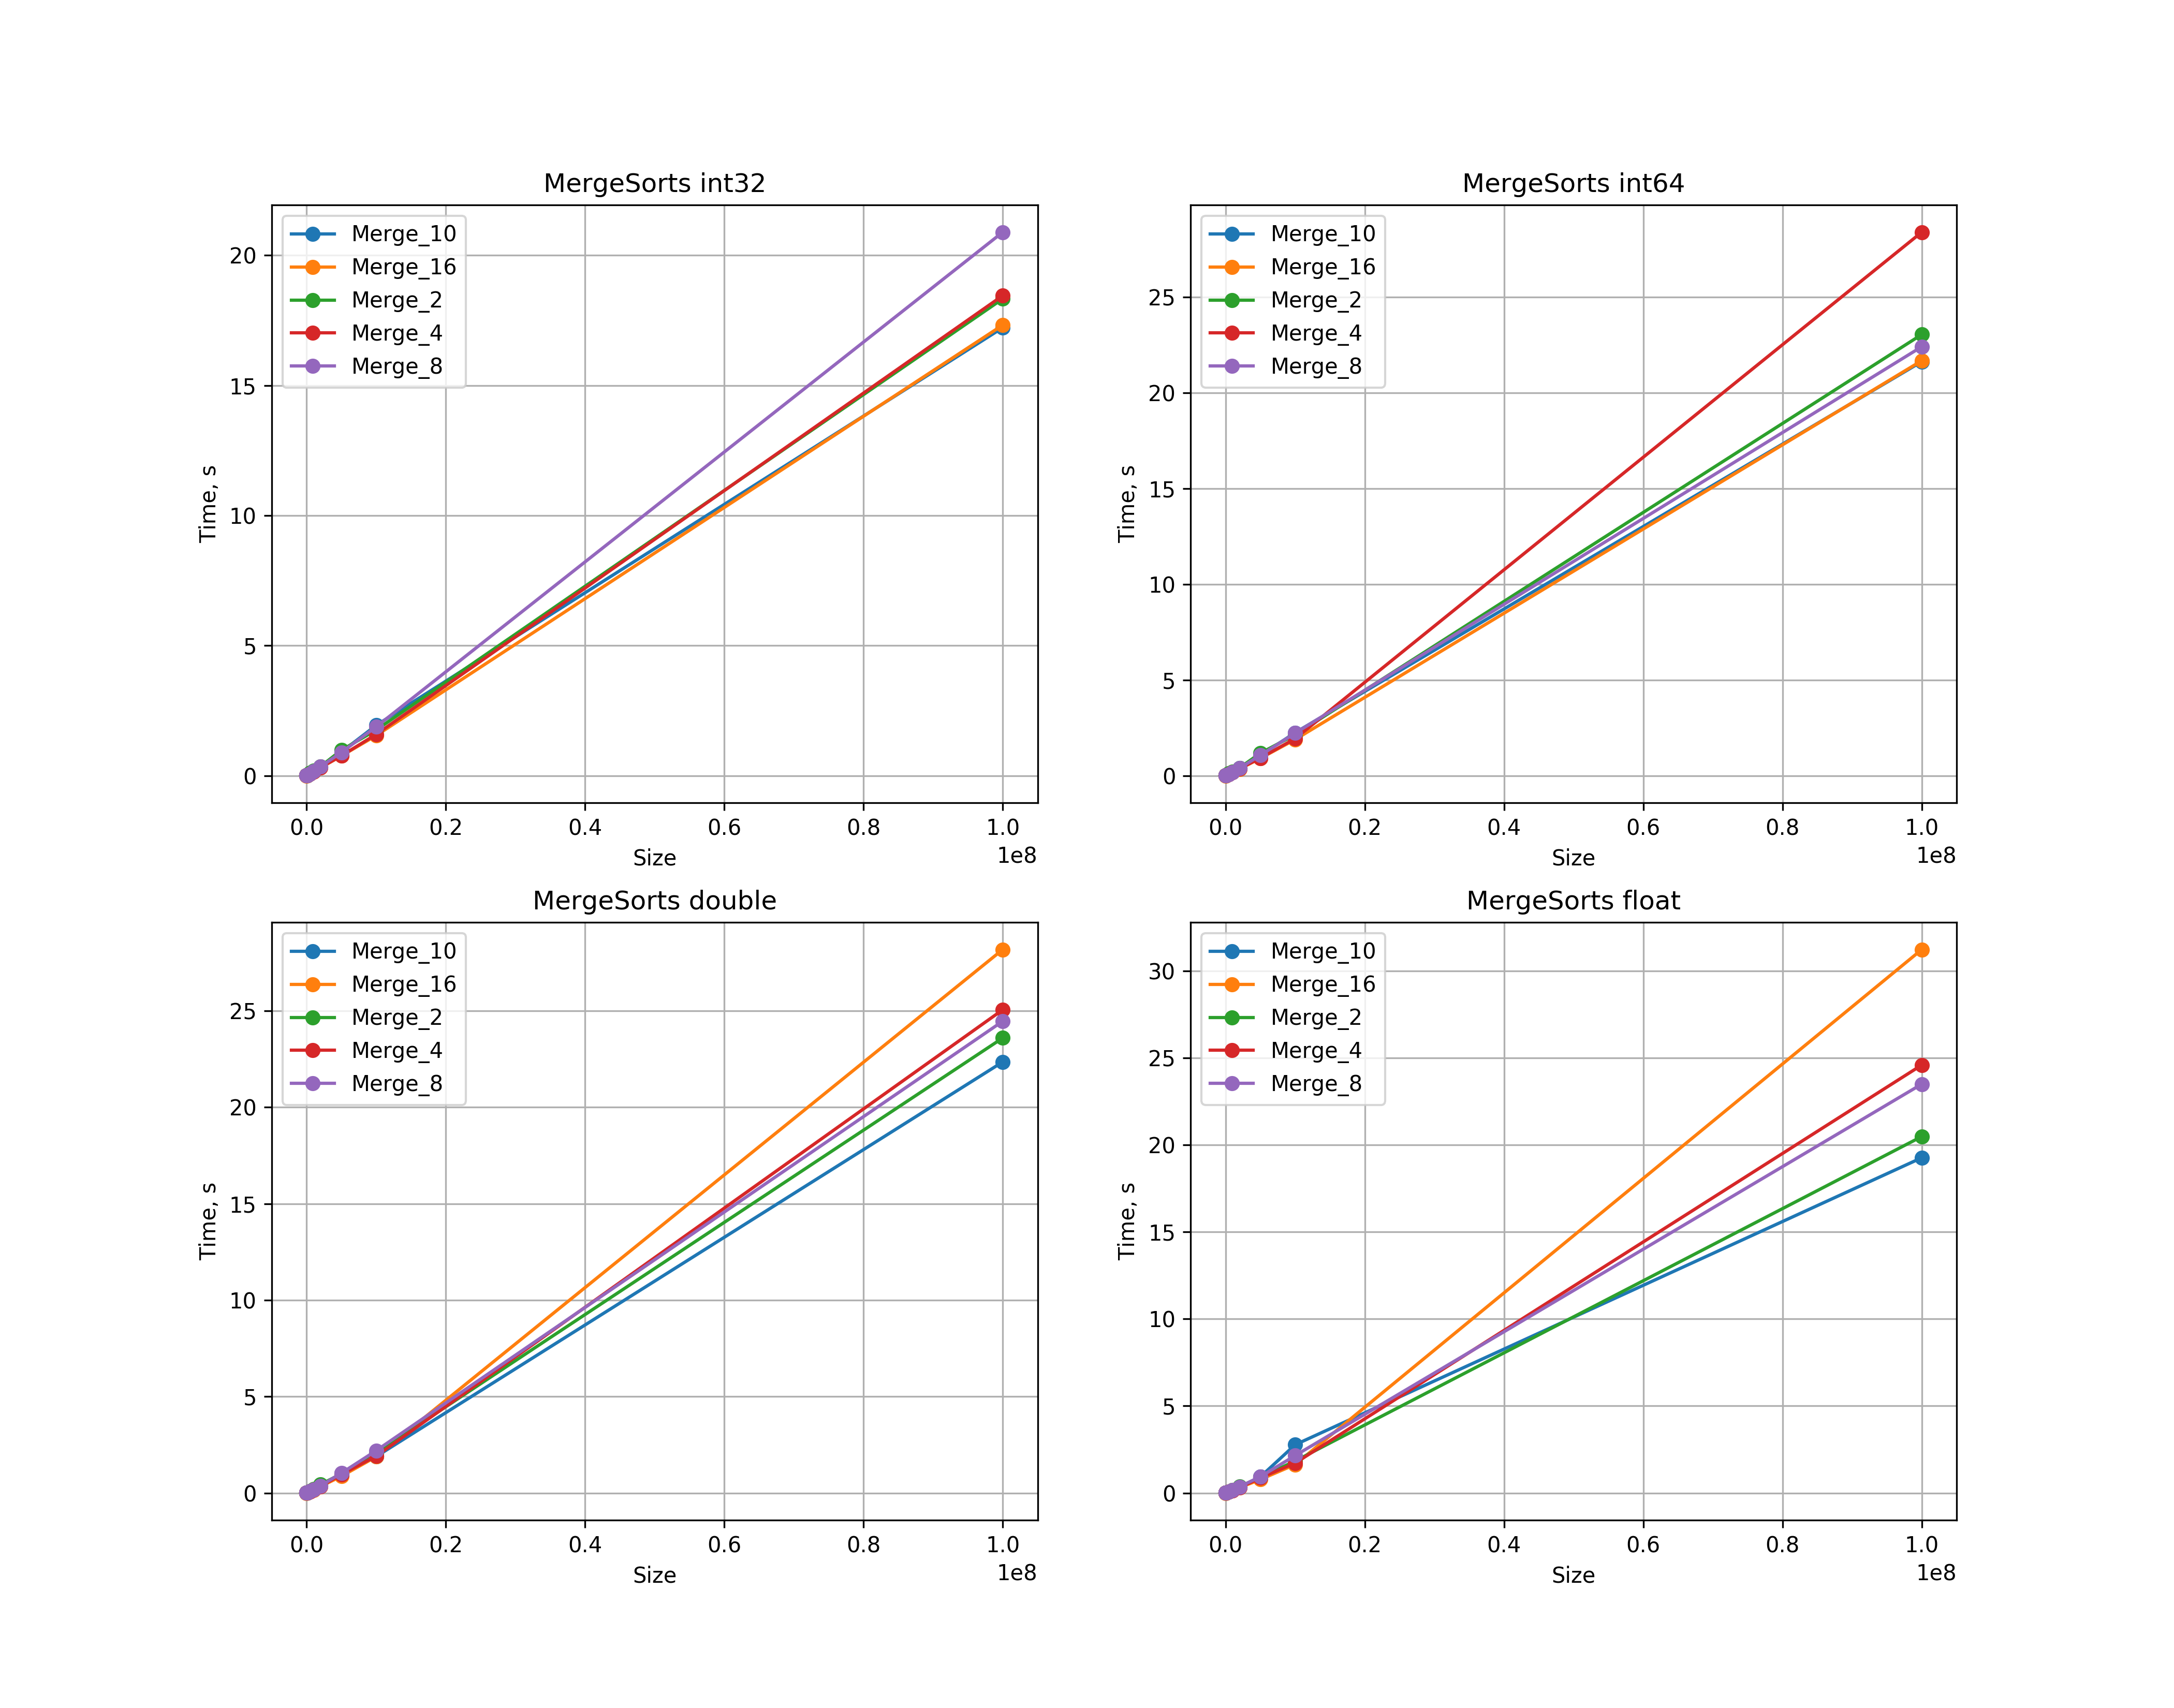 MergeSorts int32
Merge_10
Merge_16
Merge_2
Merge_4
Merge_8
20
15
10
5
0
Time, s
0.0 0.2 0.4 0.6 0.8 1.0
1e8
Size
MergeSorts int64
Merge_10
Merge_16
Merge_2
Merge_4
Merge_8
25
20
15
10
5
0
Time, s
0.0 0.2 0.4 0.6 0.8 1.0
1e8
Size
MergeSorts double
Merge_10
Merge_16
Merge_2
Merge_4
Merge_8
25
20
15
10
5
0
Time, s
0.0 0.2 0.4 0.6 0.8 1.0
1e8
Size
MergeSorts float
Merge_10
Merge_16
Merge_2
Merge_4
Merge_8
30
25
20
15
10
5
0
Time, s
0.0 0.2 0.4 0.6 0.8 1.0
1e8
Size